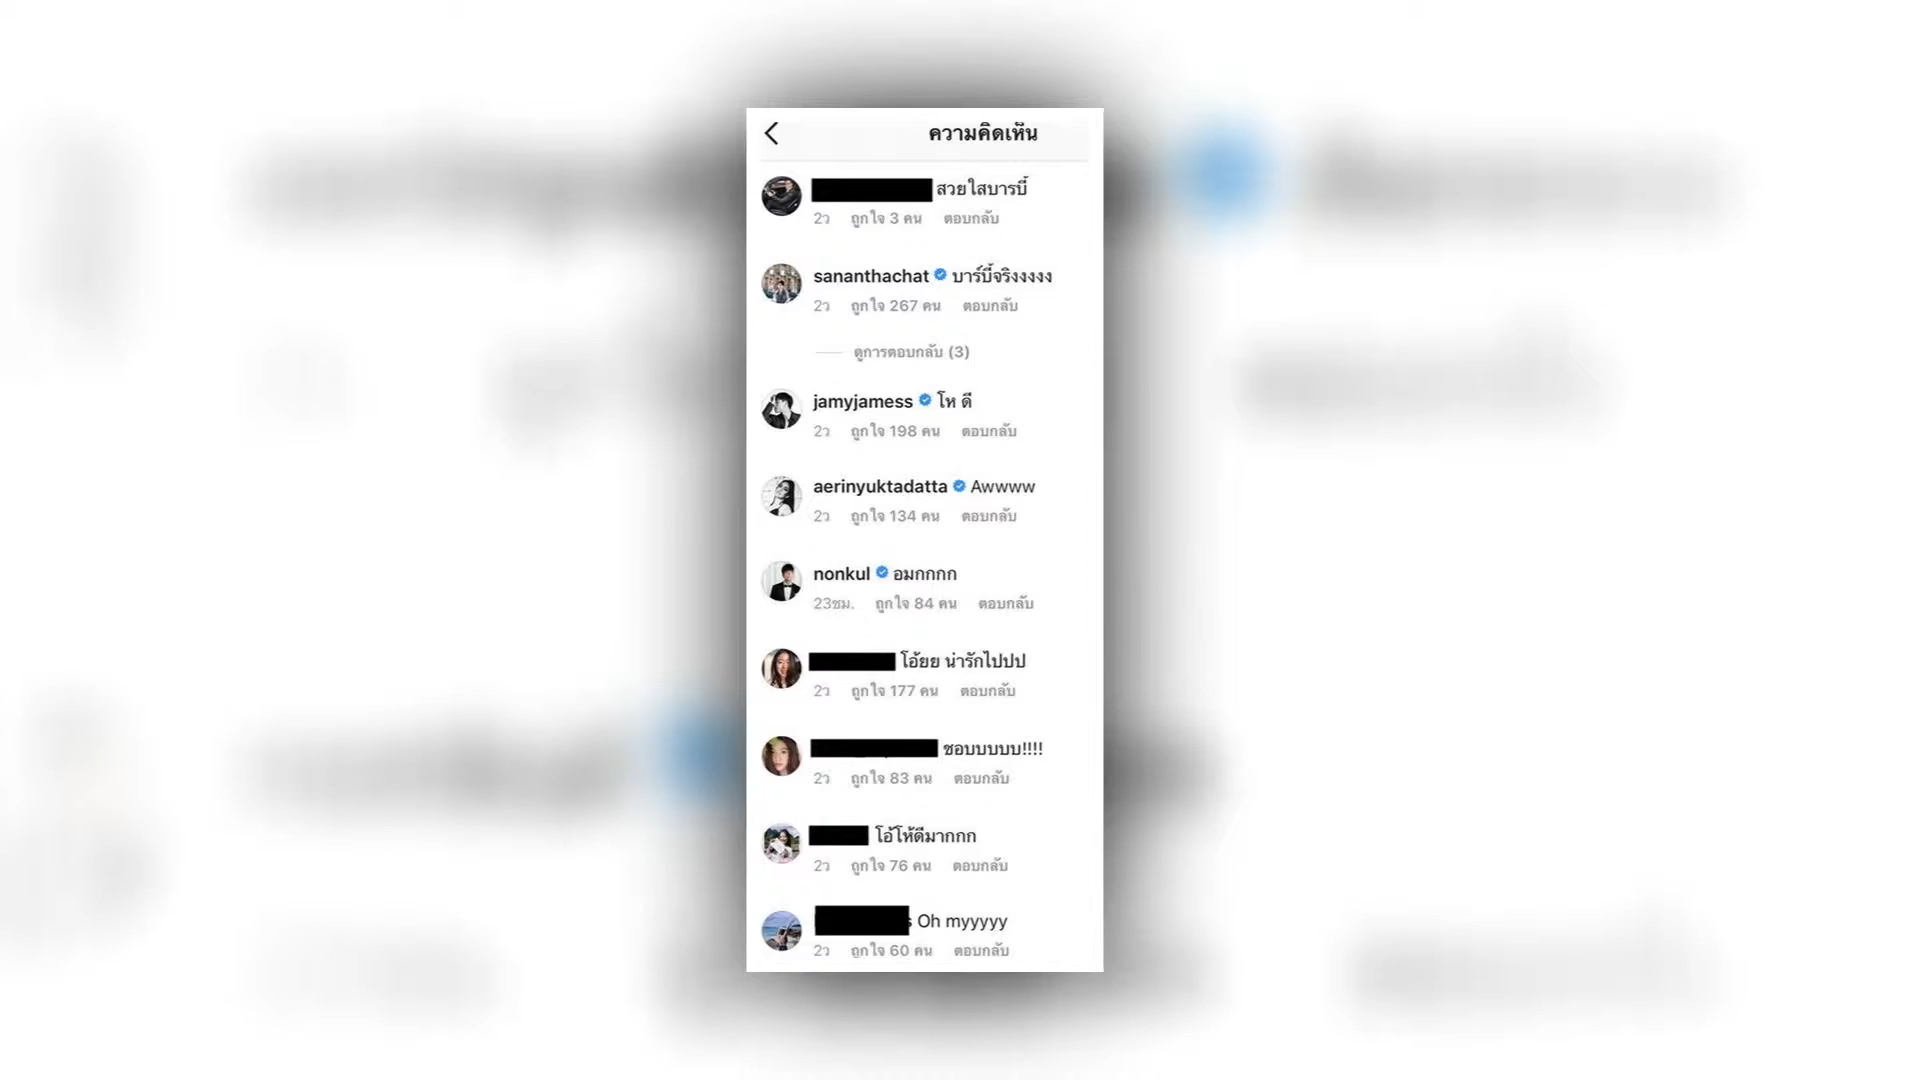 ความคิดเห็น
สวยใสบารบี้
2ว ถูกใจ 3 คน ตอบกลับ
sananthachat บาร์บี้จริงงงงง
2ว ถูกใจ 267 คน ตอบกลับ
ดูการตอบกลับ (3)
jamyjamess โห ดี
2ว ถูกใจ 198 คน ตอบกลับ
aerinyuktadatta Awwww
2ว ถูกใจ 134 คน ตอบกลับ
nonkul อมกกกก
23ชม. ถูกใจ 84 คน ตอบกลับ
โอ้ยย น่ารักไปปป
2ว ถูกใจ 177 คน ตอบกลับ
ชอบบบบบ!!!!
2ว ถูกใจ 83 คน ตอบกลับ
โอ้โห้ดีมากกก
2ว ถูกใจ 76 คน ตอบกลับ
s Oh myyyyy
2ว ถูกใจ 60 คน ตอบกลับ